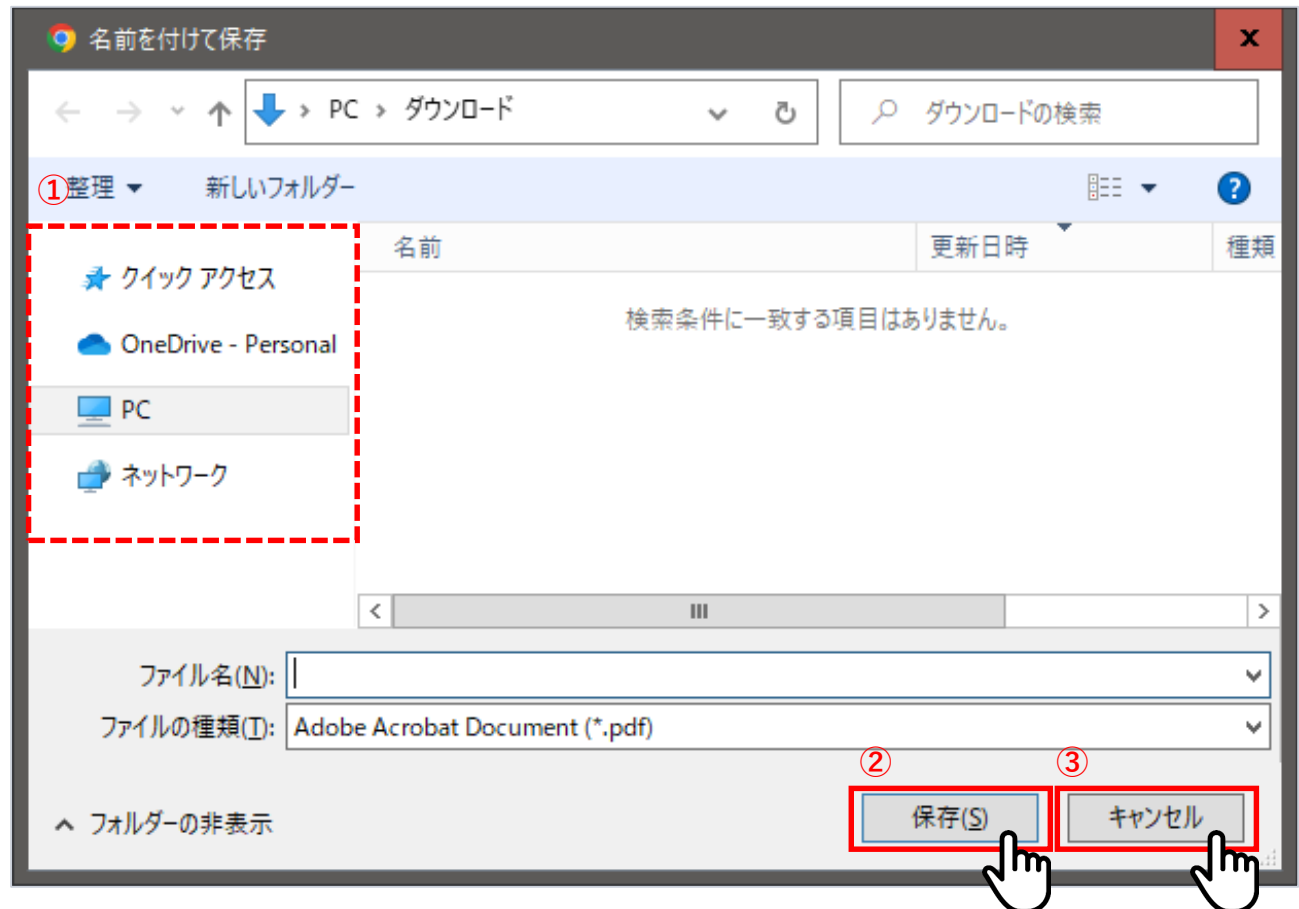 名前を付けて保存
x
PC › ダウンロード
ダウンロードの検索
①整理
新しいフォルダー
?
名前
更新日時
種類
クイック アクセス
検索条件に一致する項目はありません。
OneDrive - Personal
PC
ネットワーク
ファイル名(N):
ファイルの種類(T): Adobe Acrobat Document (*.pdf)
②
③
フォルダーの非表示
保存(S)
キャンセル